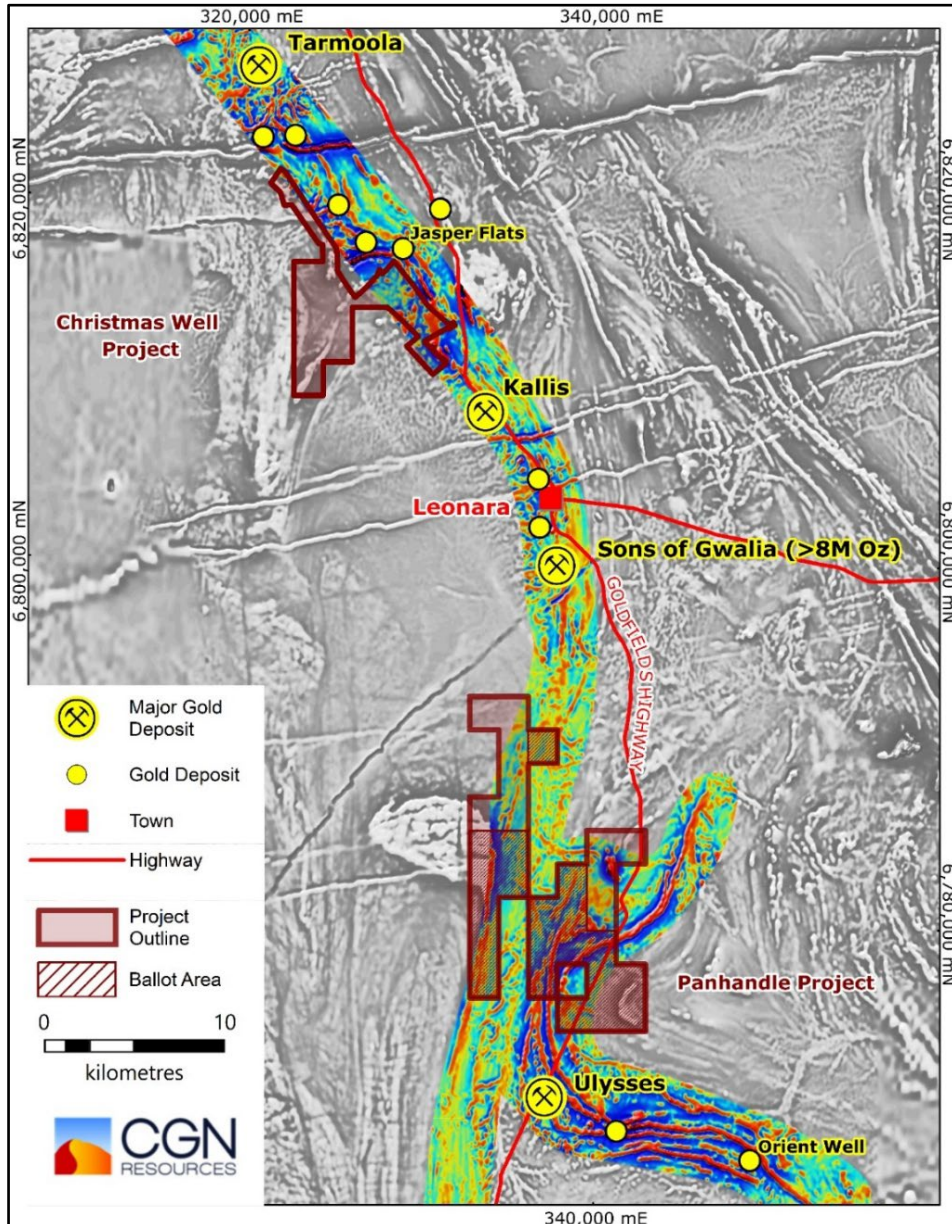 320,000 mE
340,000 mE
Tarmoola
6,820,000 mN
6,820,000 mN
Jasper Flats
Christmas Well
Project
Kallis
Leonara
Sons of Gwalia (>8M Oz)
6,800,000 mN
6,800,000 mN
GOLDFIELDS HIGHWAY
Major Gold
Deposit
Gold Deposit
Town
Highway
Project
Outline
Ballot Area
0
10
kilometres
CGN
RESOURCES
6,780,000 mN
Panhandle Project
Ulysses
Orient Well
340,000 mE